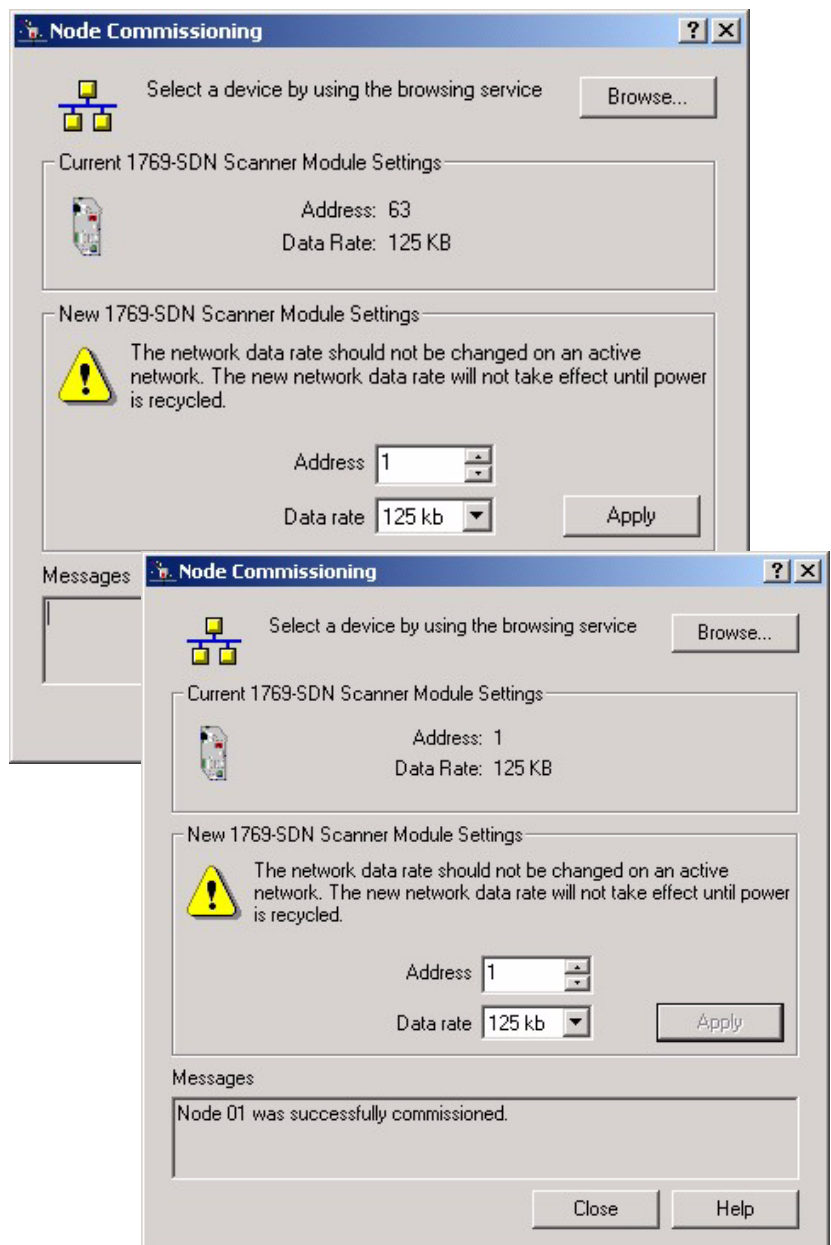 Node Commissioning
Select a device by using the browsing service
Browse...
Current 1769-SDN Scanner Module Settings
Address: 63
Data Rate: 125 KB
New 1769-SDN Scanner Module Settings
The network data rate should not be changed on an active
network. The new network data rate will not take effect until power
is recycled.
Address 1
Data rate 125 kb
Apply
Messages
Node Commissioning
Select a device by using the browsing service
Browse...
Current 1769-SDN Scanner Module Settings
Address: 1
Data Rate: 125 KB
New 1769-SDN Scanner Module Settings
The network data rate should not be changed on an active
network. The new network data rate will not take effect until power
is recycled.
Address 1
Data rate 125 kb
Apply
Messages
Node 01 was successfully commissioned.
Close
Help